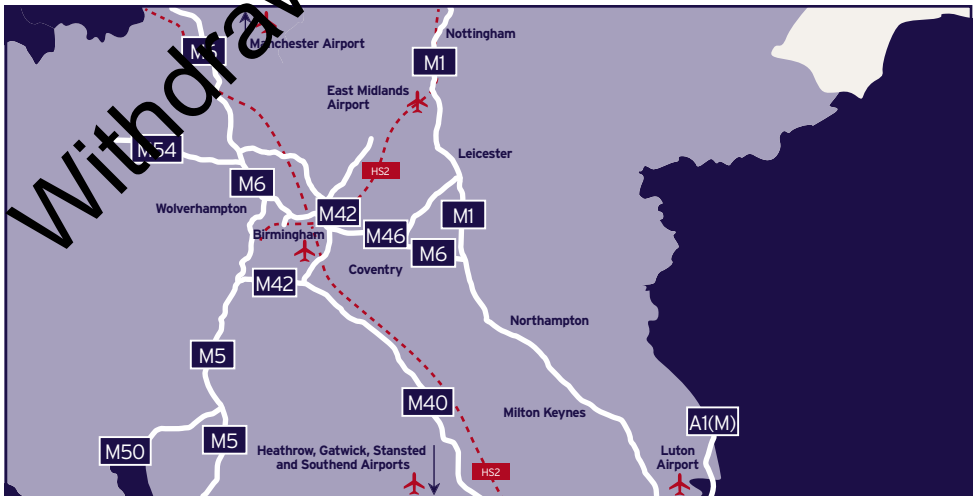 Manchester Airport
Nottingham
M1
East Midlands
Airport
M54
Leicester
HS2
M6
Wolverhampton
M42
M1
Birmingham
M46
M6
Coventry
M42
Northampton
M5
M40
Milton Keynes
A1(M)
M5
M50
Heathrow, Gatwick, Stansted
and Southend Airports
Luton
Airport
HS2
Withdraw